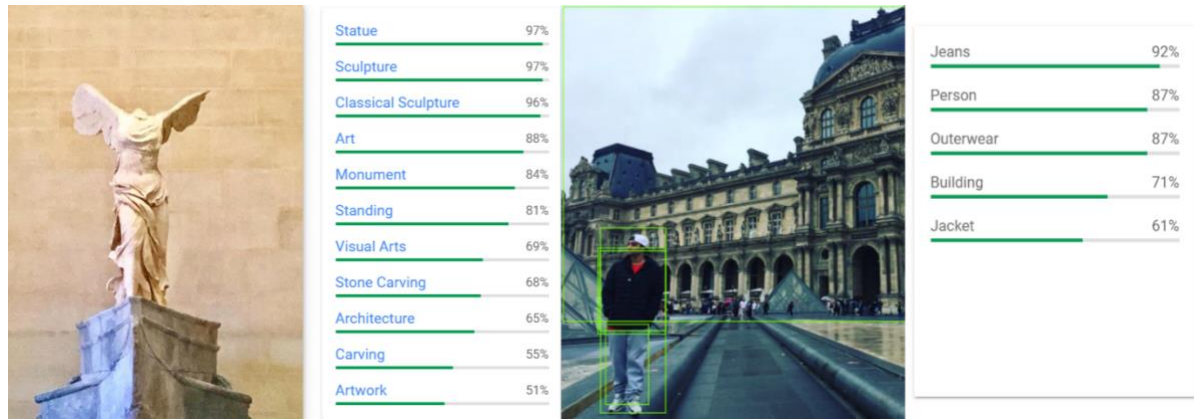 Statue 97%
Sculpture 97%
Classical Sculpture 96%
Art 88%
Monument 84%
Standing 81%
Visual Arts 69%
Stone Carving 68%
Architecture 65%
Carving 55%
Artwork 51%
Jeans 92%
Person 87%
Outerwear 87%
Building 71%
Jacket 61%